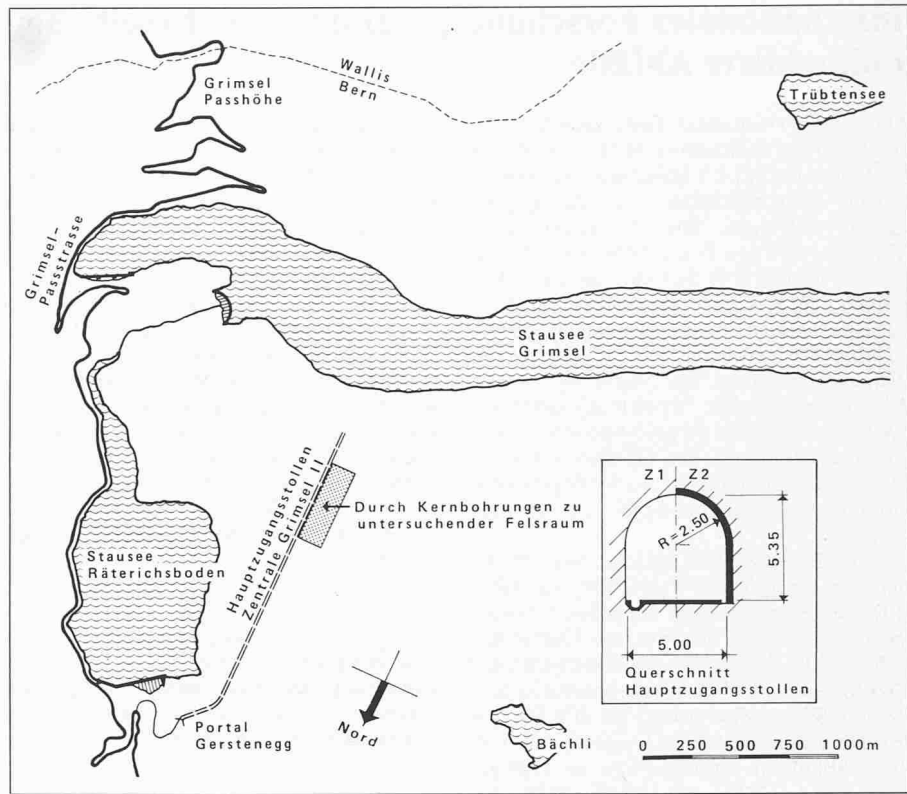 Wallis
Bern
Grimsel
Passhöhe
Trübtensee
Grimsel-
Passstrasse
Stausee
Grimsel
Hauptzugangsstollen
Zentrale Grimsel II
Durch Kernbohrungen zu
untersuchender Felsraum
Stausee
Räterichsboden
Z1 Z2
R=2.50
5.35
5.00
Querschnitt
Hauptzugangsstollen
Portal
Gerstenegg
Nord
Bächli
0 250 500 750 1000m